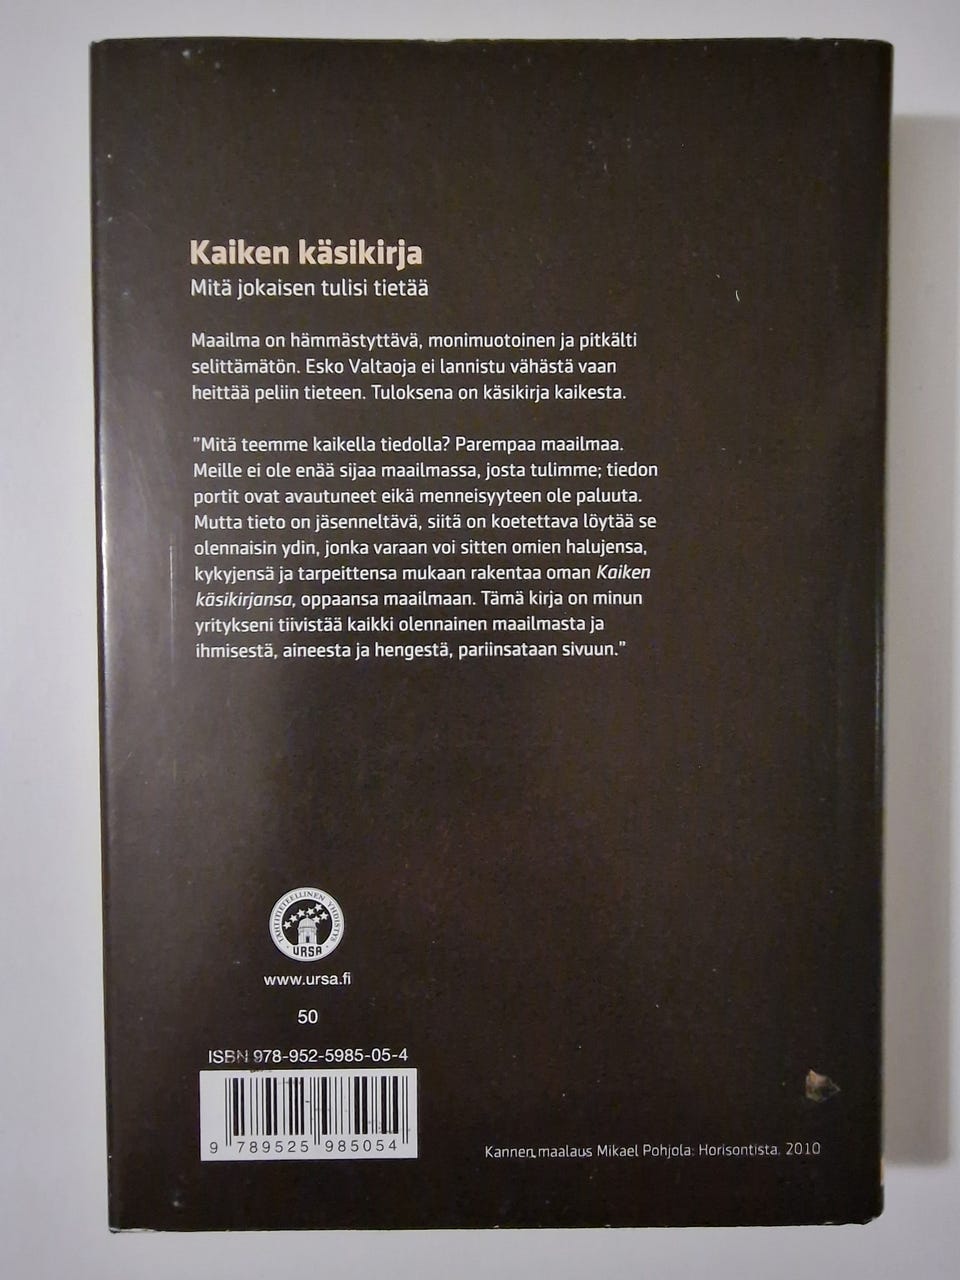 Kaiken käsikirja
Mitä jokaisen tulisi tietää
Maailma on hämmästyttävä, monimuotoinen ja pitkälti
selittämätön. Esko Valtaoja ei lannistu vähästä vaan
heittää peliin tieteen. Tuloksena on käsikirja kaikesta.
”Mitä teemme kaikella tiedolla? Parempaa maailmaa.
Meille ei ole enää sijaa maailmassa, josta tulimme; tiedon
portit ovat avautuneet eikä menneisyyteen ole paluuta.
Mutta tieto on jäsenneltävä, siitä on koetettava löytää se
olennaisin ydin, jonka varaan voi sitten omien halujensa,
kykyjensä ja tarpeittensa mukaan rakentaa oman Kaiken
käsikirjansa, oppaansa maailmaan. Tämä kirja on minun
yritykseni tiivistää kaikki olennainen maailmasta ja
ihmisestä, aineesta ja hengestä, pariinsataan sivuun.”
TÄHTITIETEELLINEN YHDISTYS
URSA
www.ursa.fi
50
ISBN 978-952-5985-05-4
9 789525 985054
Kannen maalaus Mikael Pohjola: Horisontista. 2010